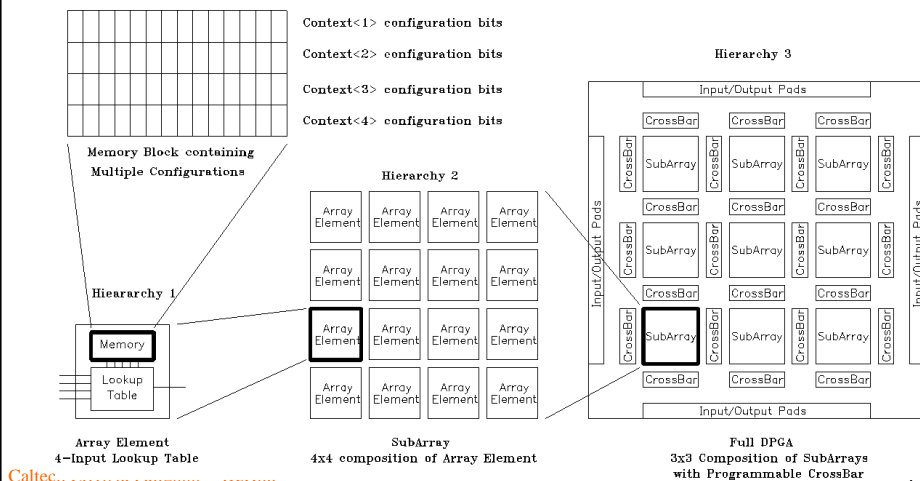 Context<1> configuration bits
Context<2> configuration bits
Context<3> configuration bits
Context<4> configuration bits
Memory Block containing
Multiple Configurations
Hieararchy 1
Memory
Lookup
Table
Array Element
4-Input Lookup Table
Hierarchy 2
Array Array Array Array
Element Element Element Element
Array Array Array Array
Element Element Element Element
Array Array Array Array
Element Element Element Element
Array Array Array Array
Element Element Element Element
SubArray
4x4 composition of Array Element
Hierarchy 3
Input/Output Pads
CrossBar CrossBar CrossBar
CrossBar SubArray CrossBar SubArray CrossBar SubArray CrossBar
CrossBar CrossBar CrossBar
Input/Output Pads
CrossBar SubArray CrossBar SubArray CrossBar SubArray CrossBar
Input/Output Pads
CrossBar CrossBar CrossBar
CrossBar SubArray CrossBar SubArray CrossBar SubArray CrossBar
CrossBar CrossBar CrossBar
Input/Output Pads
Full DPGA
3x3 Composition of SubArrays
with Programmable CrossBar